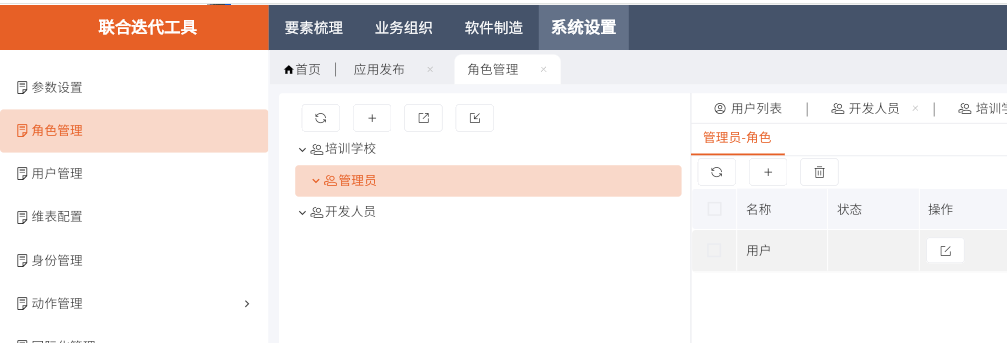 联合迭代工具
要素梳理 业务组织 软件制造 系统设置
首页 | 应用发布 × 角色管理 ×
参数设置
角色管理
用户管理
维表配置
身份管理
动作管理
培训学校
管理员
开发人员
用户列表 | 开发人员 × | 培训
管理员-角色
名称 状态 操作
用户